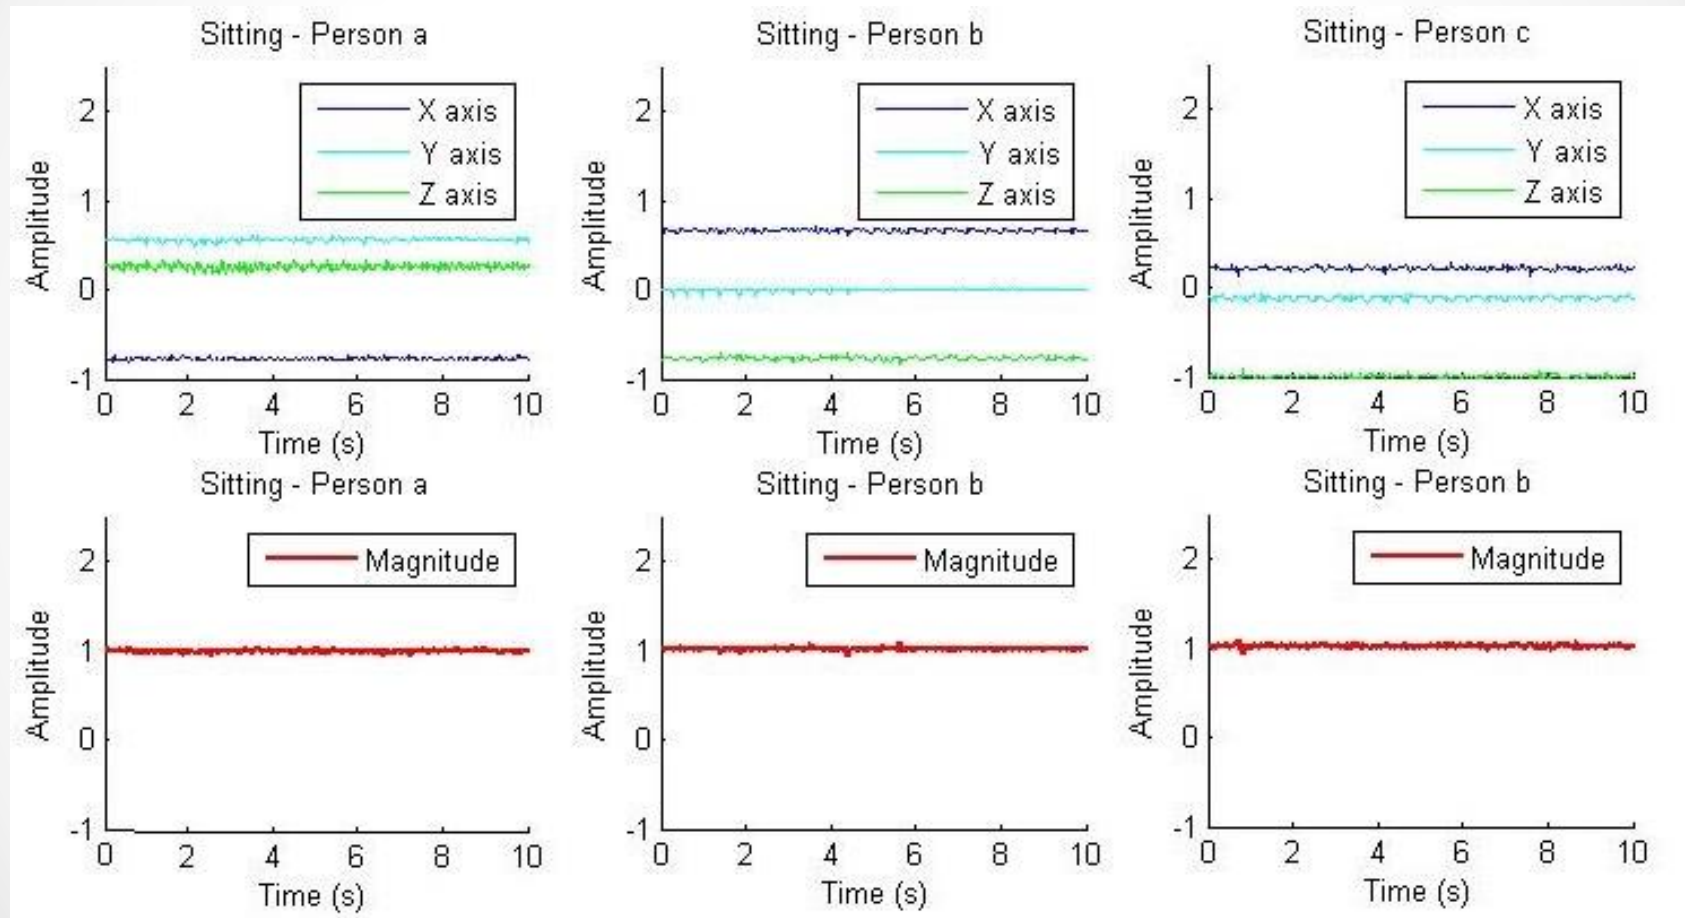 Sitting - Person a
2
1
0
-1
Amplitude
X axis
Y axis
Z axis
0 2 4 6 8 10
Time (s)
Sitting - Person b
2
1
0
-1
Amplitude
X axis
Y axis
Z axis
0 2 4 6 8 10
Time (s)
Sitting - Person c
2
1
0
-1
Amplitude
X axis
Y axis
Z axis
0 2 4 6 8 10
Time (s)
Sitting - Person a
2
1
0
-1
Amplitude
Magnitude
0 2 4 6 8 10
Time (s)
Sitting - Person b
2
1
0
-1
Amplitude
Magnitude
0 2 4 6 8 10
Time (s)
Sitting - Person b
2
1
0
-1
Amplitude
Magnitude
0 2 4 6 8 10
Time (s)